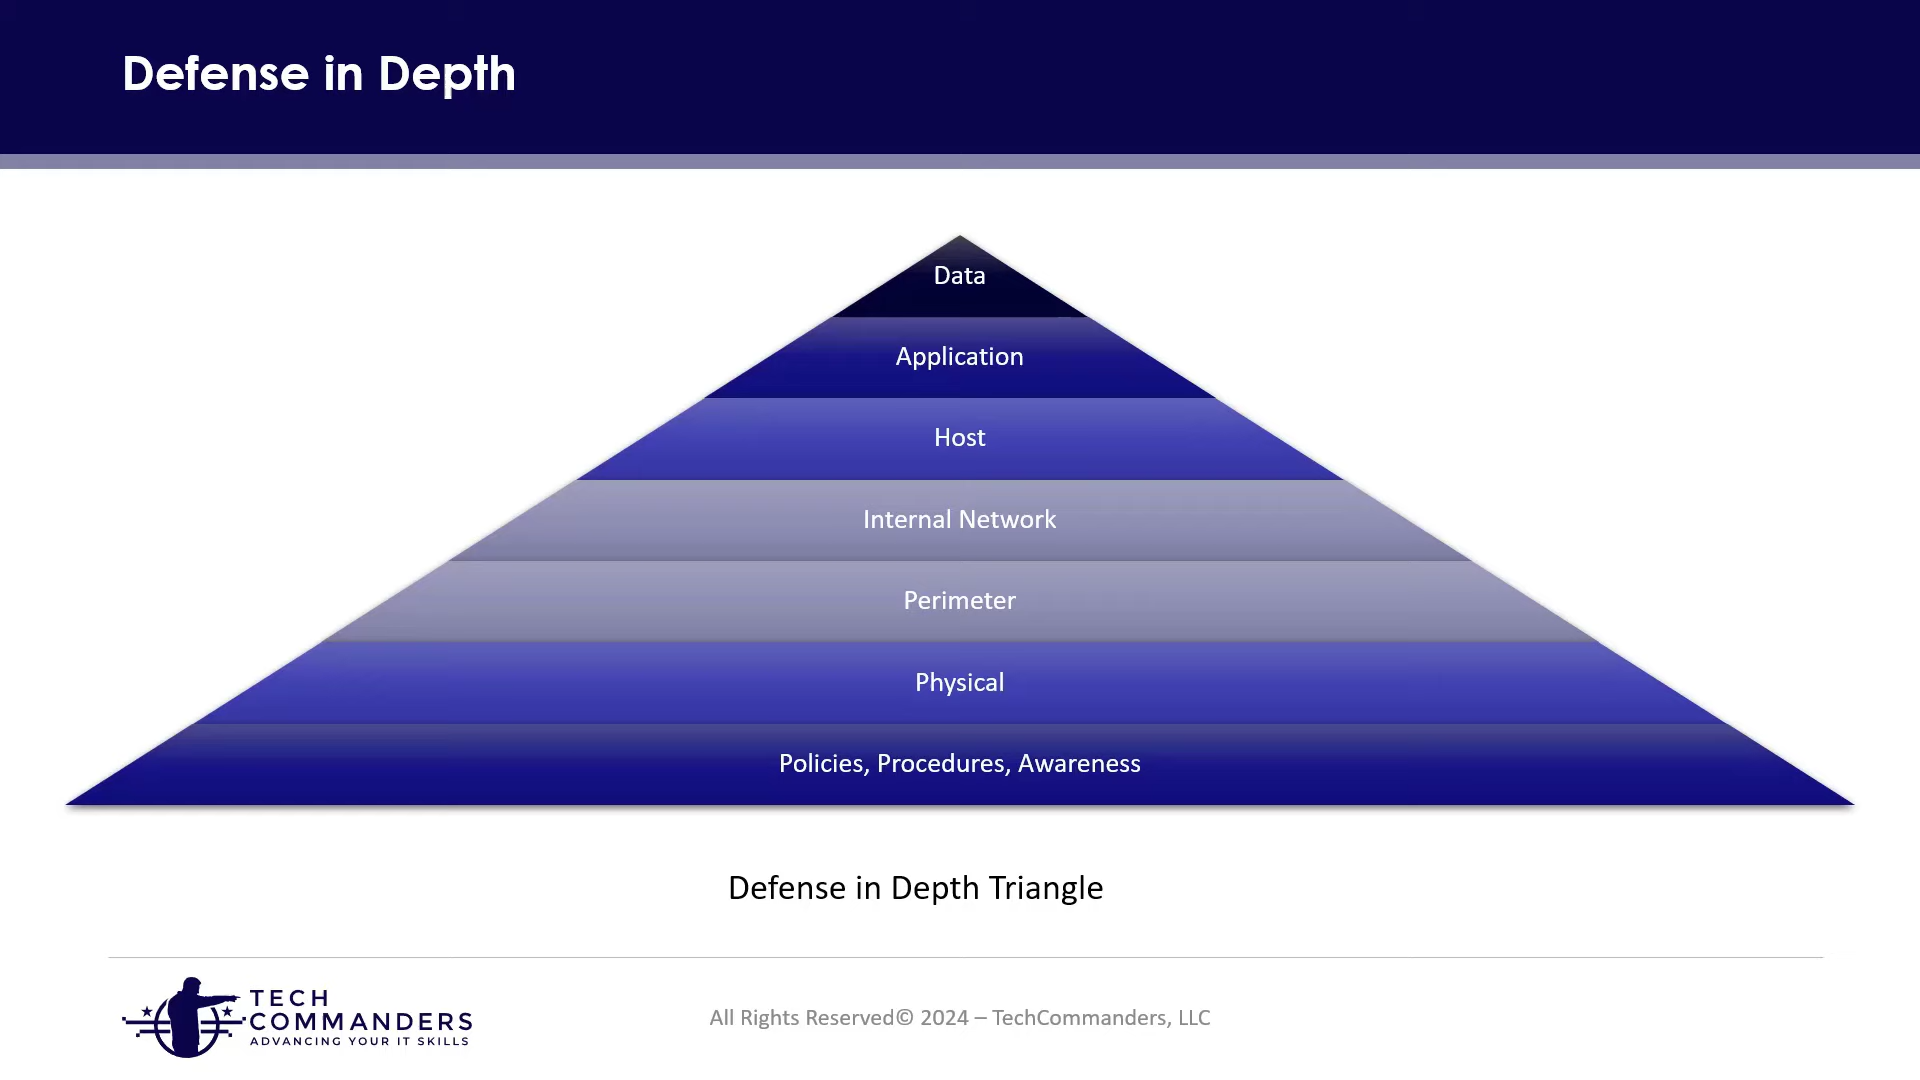 Defense in Depth
Data
Application
Host
Internal Network
Perimeter
Physical
Policies, Procedures, Awareness
Defense in Depth Triangle
TECH
COMMANDERS
ADVANCING YOUR IT SKILLS
All Rights Reserved© 2024 – TechCommanders, LLC